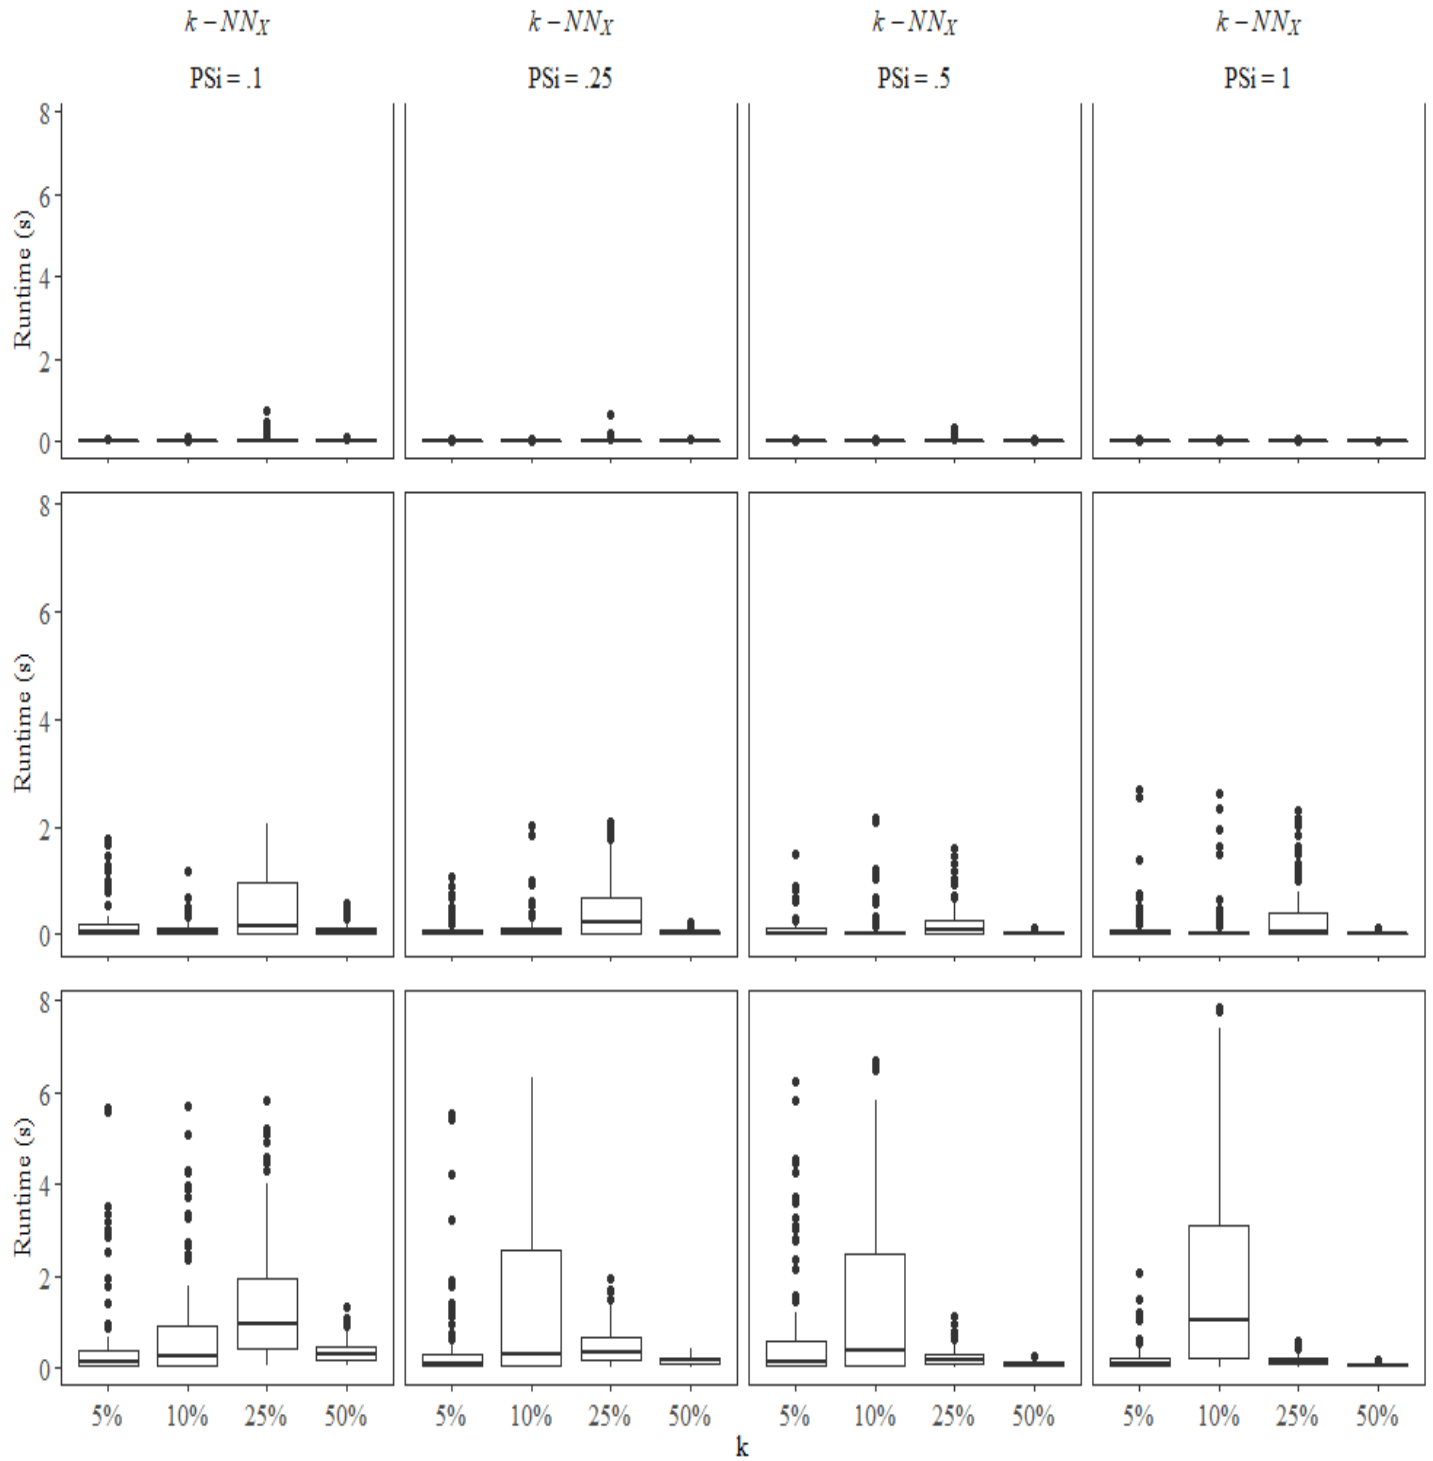 k − NN_X k − NN_X k − NN_X k − NN_X
PSi = .1 PSi = .25 PSi = .5 PSi = 1
8
6
4
2
0
Runtime (s)
8
6
4
2
0
Runtime (s)
8
6
4
2
0
Runtime (s)
5% 10% 25% 50% 5% 10% 25% 50% 5% 10% 25% 50% 5% 10% 25% 50%
k